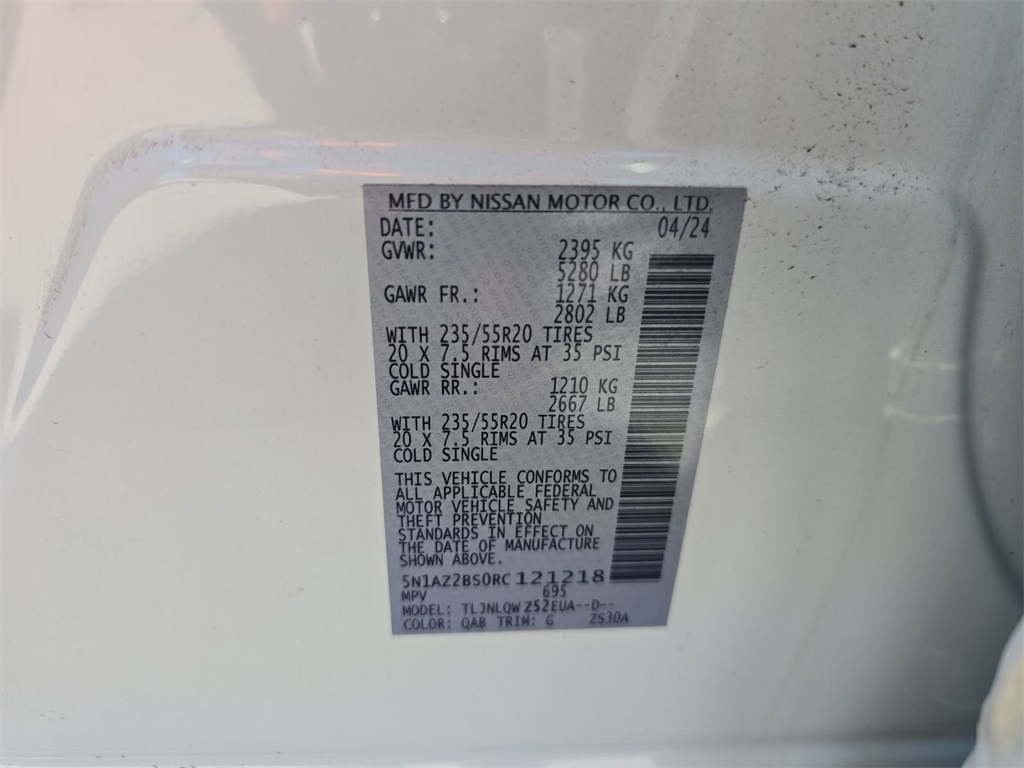 MFD BY NISSAN MOTOR CO., LTD.
DATE: 04/24
GVWR: 2395 KG
5280 LB
GAWR FR.: 1271 KG
2802 LB
WITH 235/55R20 TIRES
20 X 7.5 RIMS AT 35 PSI
COLD SINGLE
GAWR RR.: 1210 KG
2667 LB
WITH 235/55R20 TIRES
20 X 7.5 RIMS AT 35 PSI
COLD SINGLE
THIS VEHICLE CONFORMS TO
ALL APPLICABLE FEDERAL
MOTOR VEHICLE SAFETY AND
THEFT PREVENTION
STANDARDS IN EFFECT ON
THE DATE OF MANUFACTURE
SHOWN ABOVE.
5N1AZ2BS0RC121218
MPV 695
MODEL: TLJNLQW ZS2EUA--D--
COLOR: QAB TRIM: G ZS30A